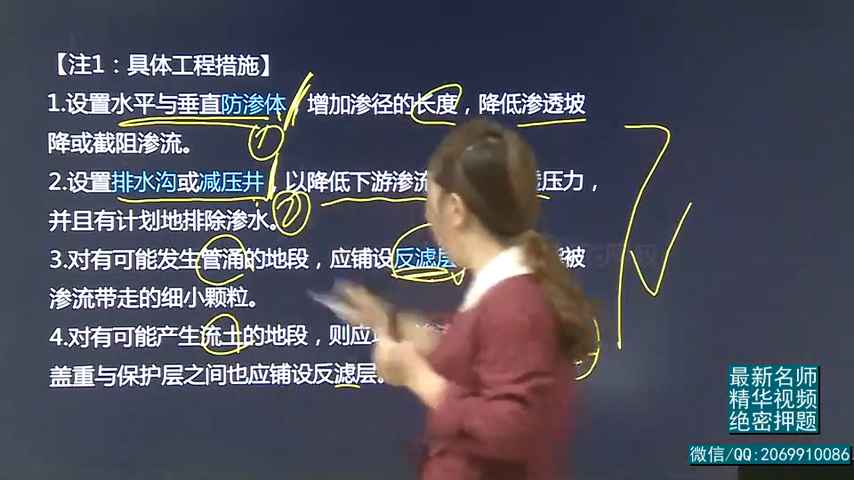 【注1：具体工程措施】
1.设置水平与垂直防渗体，增加渗径的长度，降低渗透坡
降或截阻渗流。
①
2.设置排水沟或减压井，以降低下游渗流压力，
②
并且有计划地排除渗水。
3.对有可能发生管涌的地段，应铺设反滤层被
渗流带走的细小颗粒。
4.对有可能产生流土的地段，则应
盖重与保护层之间也应铺设反滤层。
最新名师
精华视频
绝密押题
微信/QQ:2069910086